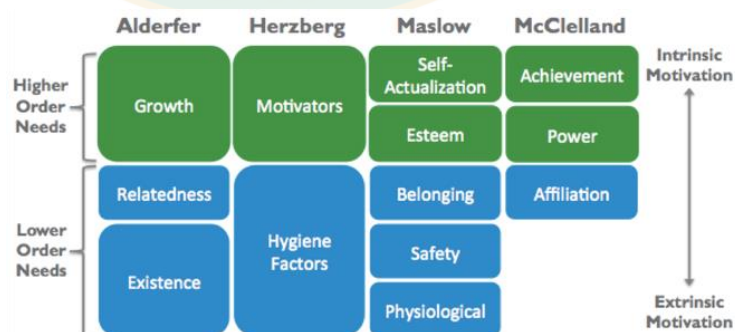 Alderfer Herzberg Maslow McClelland
Higher
Order
Needs
Growth
Motivators
Self-
Actualization
Esteem
Achievement
Power
Intrinsic
Motivation
Lower
Order
Needs
Relatedness
Existence
Hygiene
Factors
Belonging
Safety
Physiological
Affiliation
Extrinsic
Motivation